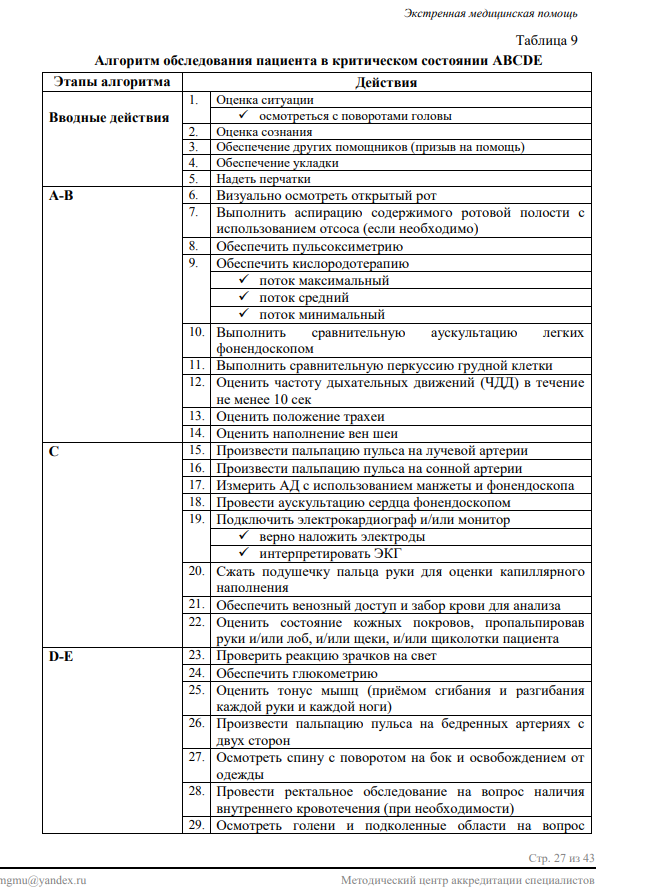 Экстренная медицинская помощь
Таблица 9
Алгоритм обследования пациента в критическом состоянии ABCDE
Этапы алгоритма Действия
Вводные действия
1. Оценка ситуации
✓ осмотреться с поворотами головы
2. Оценка сознания
3. Обеспечение других помощников (призыв на помощь)
4. Обеспечение укладки
5. Надеть перчатки
A-B
6. Визуально осмотреть открытый рот
7. Выполнить аспирацию содержимого ротовой полости с
использованием отсоса (если необходимо)
8. Обеспечить пульсоксиметрию
9. Обеспечить кислородотерапию
✓ поток максимальный
✓ поток средний
✓ поток минимальный
10. Выполнить сравнительную аускультацию легких
фонендоскопом
11. Выполнить сравнительную перкуссию грудной клетки
12. Оценить частоту дыхательных движений (ЧДД) в течение
не менее 10 сек
13. Оценить положение трахеи
14. Оценить наполнение вен шеи
C
15. Произвести пальпацию пульса на лучевой артерии
16. Произвести пальпацию пульса на сонной артерии
17. Измерить АД с использованием манжеты и фонендоскопа
18. Провести аускультацию сердца фонендоскопом
19. Подключить электрокардиограф и/или монитор
✓ верно наложить электроды
✓ интерпретировать ЭКГ
20. Сжать подушечку пальца руки для оценки капиллярного
наполнения
21. Обеспечить венозный доступ и забор крови для анализа
22. Оценить состояние кожных покровов, пропальпировав
руки и/или лоб, и/или щеки, и/или щиколотки пациента
D-E
23. Проверить реакцию зрачков на свет
24. Обеспечить глюкометрию
25. Оценить тонус мышц (приёмом сгибания и разгибания
каждой руки и каждой ноги)
26. Произвести пальпацию пульса на бедренных артериях с
двух сторон
27. Осмотреть спину с поворотом на бок и освобождением от
одежды
28. Провести ректальное обследование на вопрос наличия
внутреннего кровотечения (при необходимости)
29. Осмотреть голени и подколенные области на вопрос
Стр. 27 из 43
mgmu@yandex.ru Методический центр аккредитации специалистов